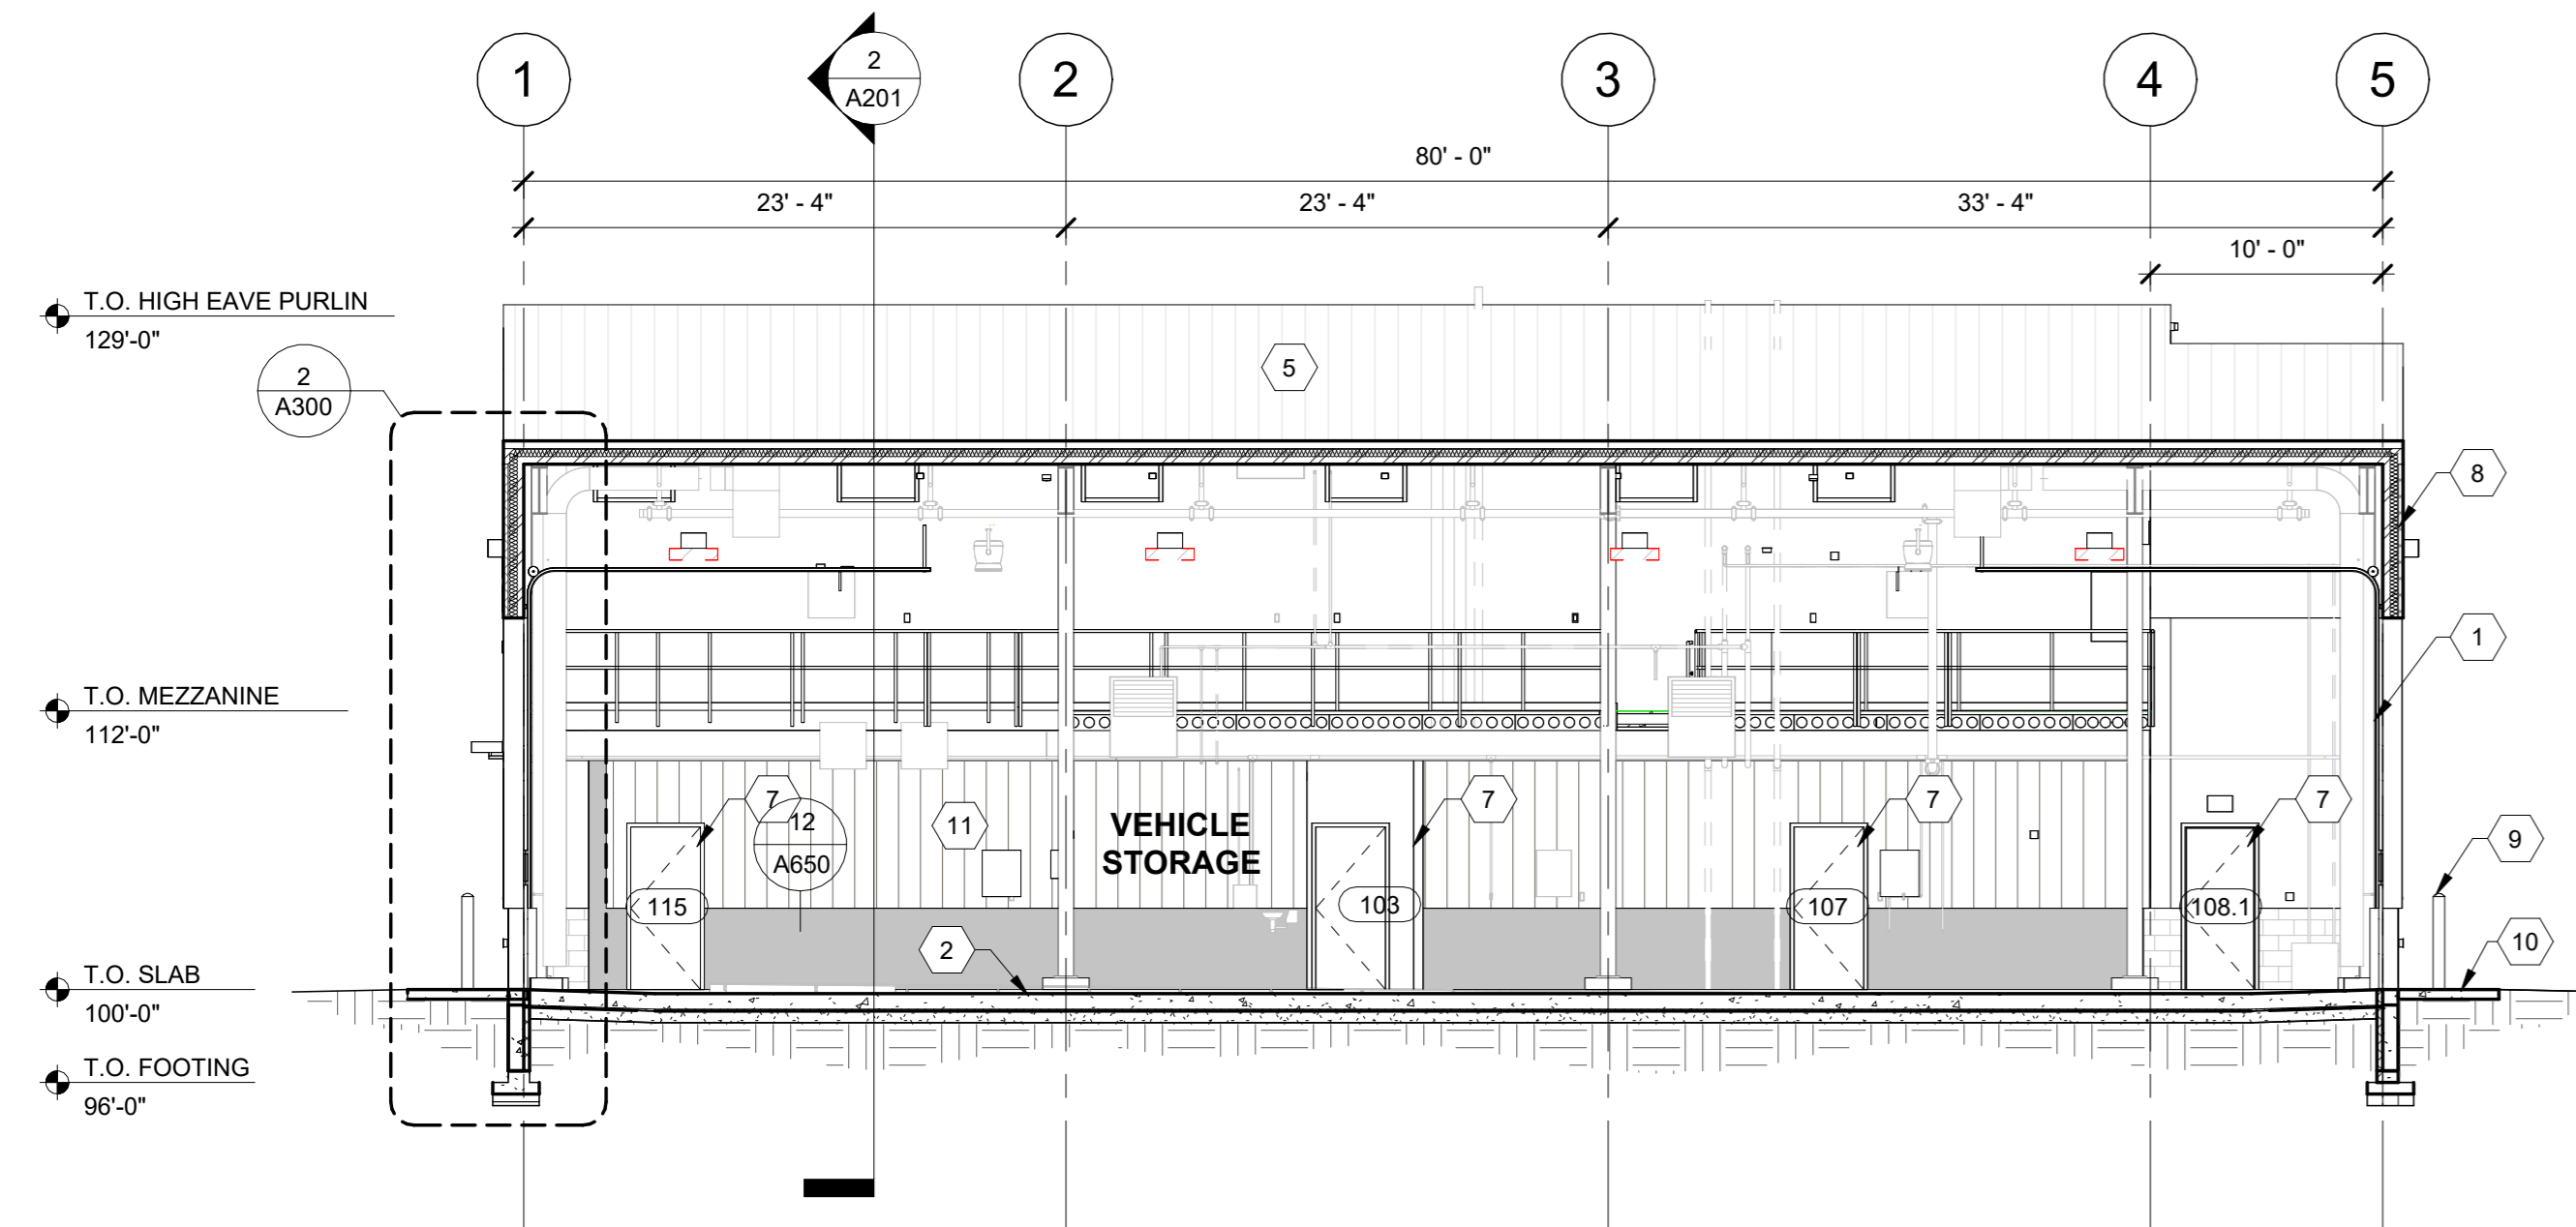 1
2
A201
2
3
4
5
80' - 0"
23' - 4"
23' - 4"
33' - 4"
10' - 0"
T.O. HIGH EAVE PURLIN
129'-0"
2
A300
5
8
1
T.O. MEZZANINE
112'-0"
7
12
A650
11
VEHICLE
STORAGE
7
7
7
9
115
103
107
108.1
2
10
T.O. SLAB
100'-0"
T.O. FOOTING
96'-0"